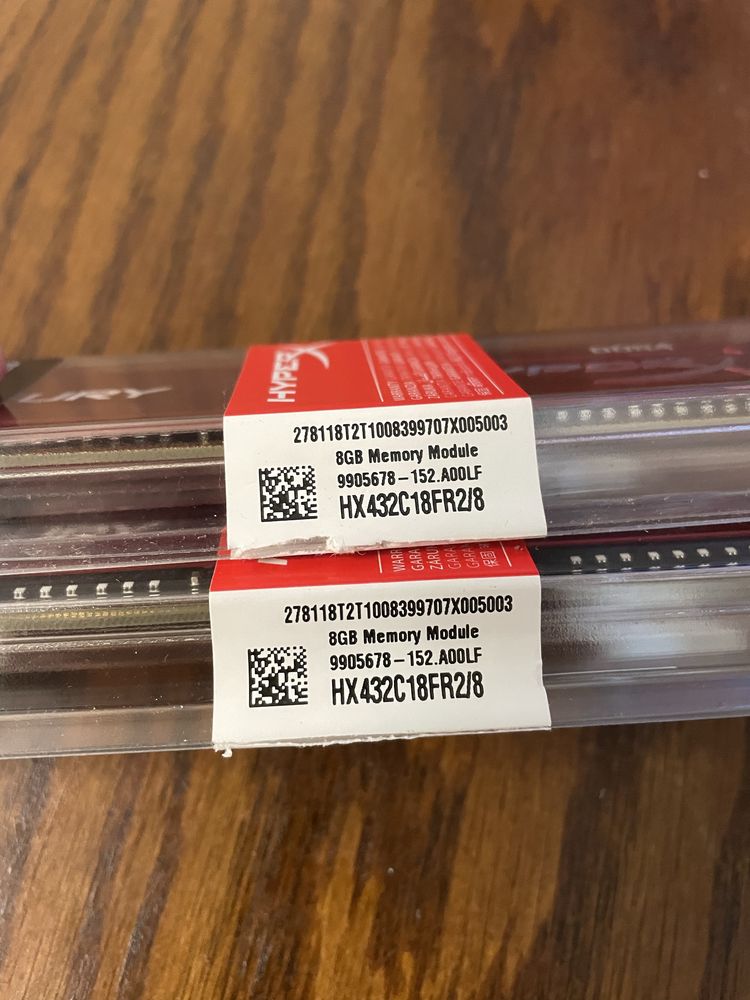 URY
HYPERX
278118T2T1008399707X005003
8GB Memory Module
9905678-152.A00LF
HX432C18FR2/8
278118T2T1008399707X005003
8GB Memory Module
9905678-152.A00LF
HX432C18FR2/8